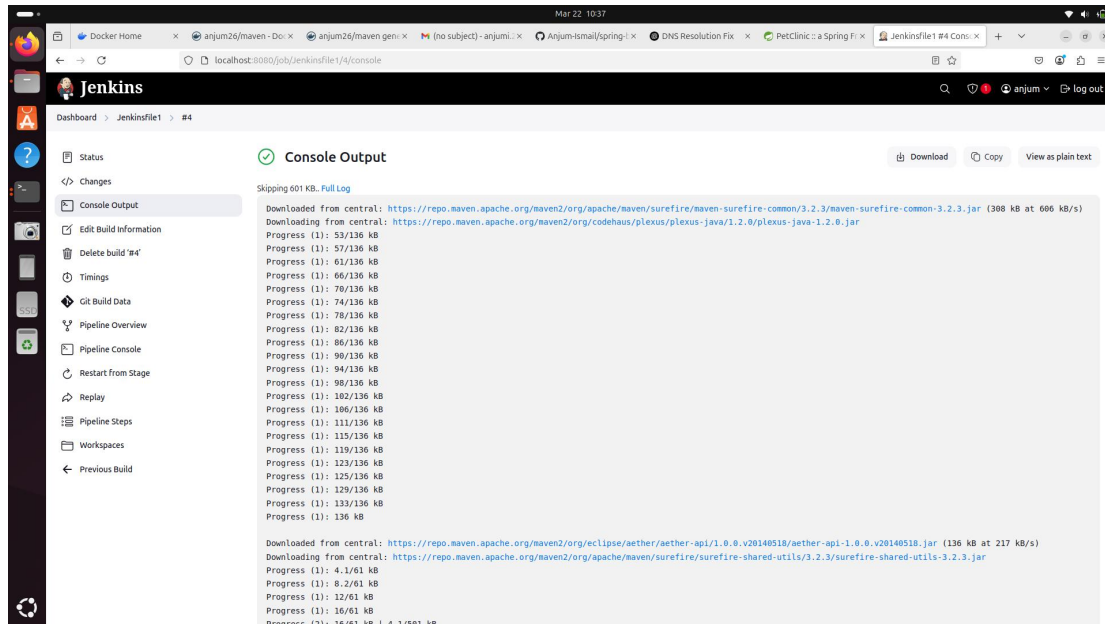 Mar 22 10:37
Docker Home
anjum26/maven - Doc
anjum26/maven gene
(no subject) - anjumi.
Anjum-Ismail/spring-b
DNS Resolution Fix
PetClinic :: a Spring Fr
Jenkinsfile1 #4 Cons
localhost:8080/job/Jenkinsfile1/4/console
Jenkins
1
anjum
log out
Dashboard > Jenkinsfile1 > #4
Status
Changes
Console Output
Edit Build Information
Delete build '#4'
Timings
Git Build Data
Pipeline Overview
Pipeline Console
Restart from Stage
Replay
Pipeline Steps
Workspaces
Previous Build
SSD
Console Output
Download
Copy
View as plain text
Skipping 601 KB.. Full Log
Downloaded from central: https://repo.maven.apache.org/maven2/org/apache/maven/surefire/maven-surefire-common/3.2.3/maven-surefire-common-3.2.3.jar (308 kB at 606 kB/s)
Downloading from central: https://repo.maven.apache.org/maven2/org/codehaus/plexus/plexus-java/1.2.0/plexus-java-1.2.0.jar
Progress (1): 53/136 kB
Progress (1): 57/136 kB
Progress (1): 61/136 kB
Progress (1): 66/136 kB
Progress (1): 70/136 kB
Progress (1): 74/136 kB
Progress (1): 78/136 kB
Progress (1): 82/136 kB
Progress (1): 86/136 kB
Progress (1): 90/136 kB
Progress (1): 94/136 kB
Progress (1): 98/136 kB
Progress (1): 102/136 kB
Progress (1): 106/136 kB
Progress (1): 111/136 kB
Progress (1): 115/136 kB
Progress (1): 119/136 kB
Progress (1): 123/136 kB
Progress (1): 125/136 kB
Progress (1): 129/136 kB
Progress (1): 133/136 kB
Progress (1): 136 kB
Downloaded from central: https://repo.maven.apache.org/maven2/org/eclipse/aether/aether-api/1.0.0.v20140518/aether-api-1.0.0.v20140518.jar (136 kB at 217 kB/s)
Downloading from central: https://repo.maven.apache.org/maven2/org/apache/maven/surefire/surefire-shared-utils/3.2.3/surefire-shared-utils-3.2.3.jar
Progress (1): 4.1/61 kB
Progress (1): 8.2/61 kB
Progress (1): 12/61 kB
Progress (1): 16/61 kB
Progress (2): 16/61 kB | 4.1/501 kB